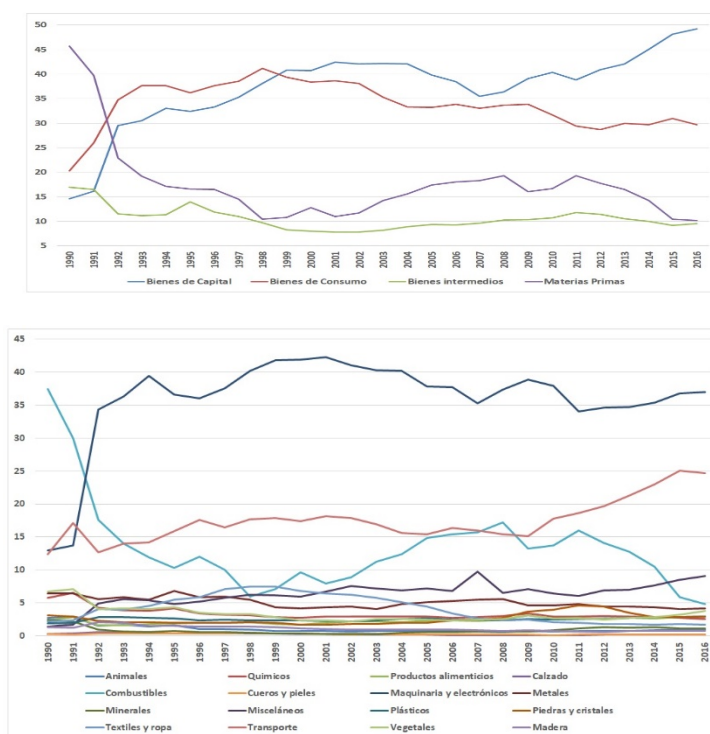 50
45
40
35
30
25
20
15
10
5
1990 1991 1992 1993 1994 1995 1996 1997 1998 1999 2000 2001 2002 2003 2004 2005 2006 2007 2008 2009 2010 2011 2012 2013 2014 2015 2016
Bienes de Capital Bienes de Consumo Bienes intermedios Materias Primas
45
40
35
30
25
20
15
10
5
0
1990 1991 1992 1993 1994 1995 1996 1997 1998 1999 2000 2001 2002 2003 2004 2005 2006 2007 2008 2009 2010 2011 2012 2013 2014 2015 2016
Animales Quimicos Productos alimenticios Calzado
Combustibles Cueros y pieles Maquinaria y electrónicos Metales
Minerales Misceláneos Plásticos Piedras y cristales
Textiles y ropa Transporte Vegetales Madera